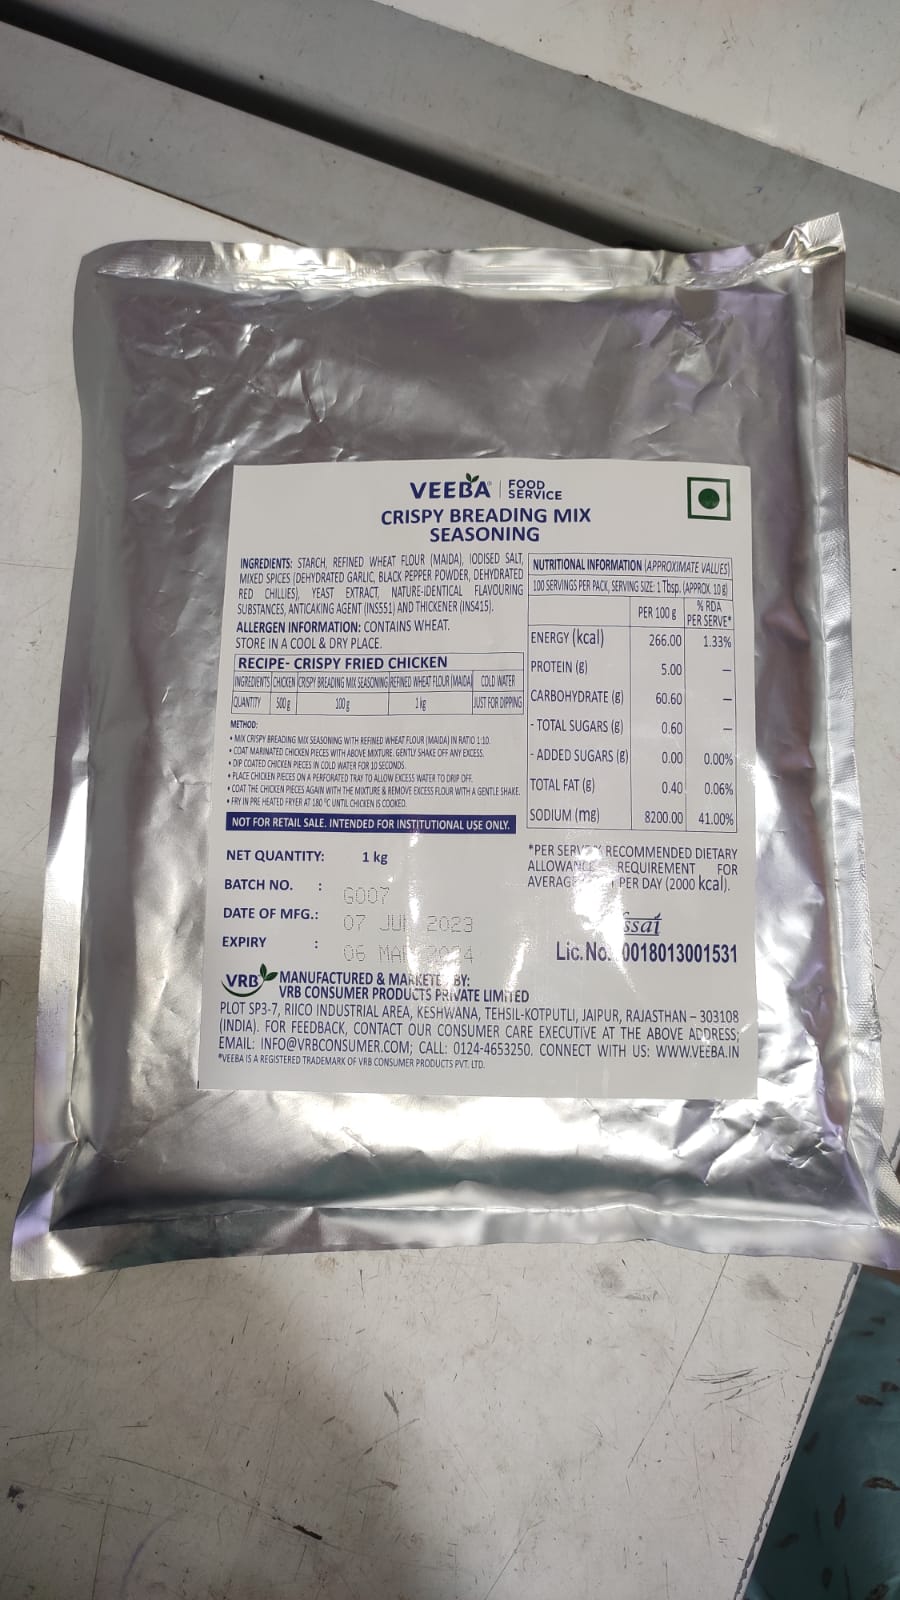 VEEBA® | FOOD SERVICE
CRISPY BREADING MIX
SEASONING
INGREDIENTS: STARCH, REFINED WHEAT FLOUR (MAIDA), IODISED SALT,
MIXED SPICES (DEHYDRATED GARLIC, BLACK PEPPER POWDER, DEHYDRATED
RED CHILLIES), YEAST EXTRACT, NATURE-IDENTICAL FLAVOURING
SUBSTANCES, ANTICAKING AGENT (INS551) AND THICKENER (INS415).
ALLERGEN INFORMATION: CONTAINS WHEAT.
STORE IN A COOL & DRY PLACE.
RECIPE- CRISPY FRIED CHICKEN
INGREDIENTS CHICKEN CRISPY BREADING MIX SEASONING REFINED WHEAT FLOUR (MAIDA) COLD WATER
QUANTITY 500 g 100 g 1 kg JUST FOR DIPPING
METHOD:
• MIX CRISPY BREADING MIX SEASONING WITH REFINED WHEAT FLOUR (MAIDA) IN RATIO 1:10.
• COAT MARINATED CHICKEN PIECES WITH ABOVE MIXTURE. GENTLY SHAKE OFF ANY EXCESS.
• DIP COATED CHICKEN PIECES IN COLD WATER FOR 10 SECONDS.
• PLACE CHICKEN PIECES ON A PERFORATED TRAY TO ALLOW EXCESS WATER TO DRIP OFF.
• COAT THE CHICKEN PIECES AGAIN WITH THE MIXTURE & REMOVE EXCESS FLOUR WITH A GENTLE SHAKE.
• FRY IN PRE HEATED FRYER AT 180 °C UNTIL CHICKEN IS COOKED.
NOT FOR RETAIL SALE. INTENDED FOR INSTITUTIONAL USE ONLY.
NUTRITIONAL INFORMATION (APPROXIMATE VALUES)
100 SERVINGS PER PACK, SERVING SIZE: 1 Tbsp. (APPROX. 10 g)
PER 100 g % RDA PER SERVE*
ENERGY (kcal) 266.00 1.33%
PROTEIN (g) 5.00 –
CARBOHYDRATE (g) 60.60 –
- TOTAL SUGARS (g) 0.60 –
- ADDED SUGARS (g) 0.00 0.00%
TOTAL FAT (g) 0.40 0.06%
SODIUM (mg) 8200.00 41.00%
*PER SERVE % RECOMMENDED DIETARY
ALLOWANCE REQUIREMENT FOR
AVERAGE PER DAY (2000 kcal).
fssai
Lic. No. 0018013001531
NET QUANTITY: 1 kg
BATCH NO. : G007
DATE OF MFG.: 07 JUN 2023
EXPIRY : 06 MAR 2024
VRB MANUFACTURED & MARKETED BY:
VRB CONSUMER PRODUCTS PRIVATE LIMITED
PLOT SP3-7, RIICO INDUSTRIAL AREA, KESHWANA, TEHSIL-KOTPUTLI, JAIPUR, RAJASTHAN – 303108
(INDIA). FOR FEEDBACK, CONTACT OUR CONSUMER CARE EXECUTIVE AT THE ABOVE ADDRESS;
EMAIL: INFO@VRBCONSUMER.COM; CALL: 0124-4653250. CONNECT WITH US: WWW.VEEBA.IN
*VEEBA IS A REGISTERED TRADEMARK OF VRB CONSUMER PRODUCTS PVT. LTD.